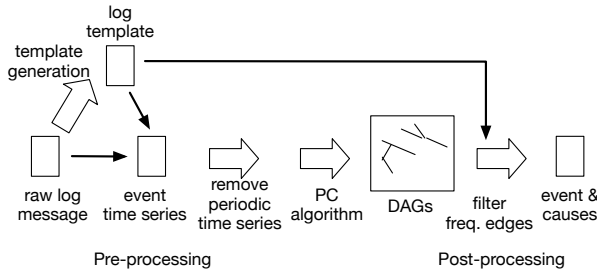 log
template
template
generation
raw log
message
event
time series
remove
periodic
time series
PC
algorithm
DAGs
filter
freq. edges
event &
causes
Pre-processing
Post-processing